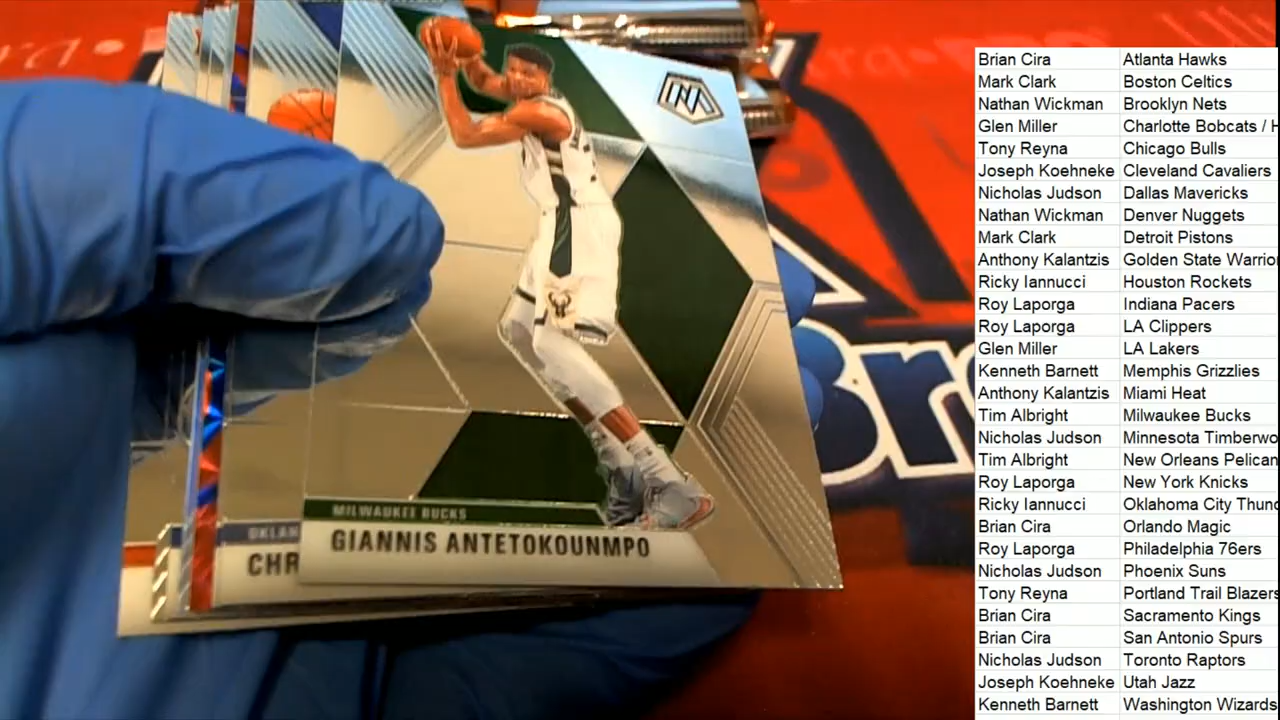 MILWAUKEE BUCKS
GIANNIS ANTETOKOUNMPO
OKLAH
CHR
Br
Brian Cira Atlanta Hawks
Mark Clark Boston Celtics
Nathan Wickman Brooklyn Nets
Glen Miller Charlotte Bobcats / H
Tony Reyna Chicago Bulls
Joseph Koehneke Cleveland Cavaliers
Nicholas Judson Dallas Mavericks
Nathan Wickman Denver Nuggets
Mark Clark Detroit Pistons
Anthony Kalantzis Golden State Warrior
Ricky Iannucci Houston Rockets
Roy Laporga Indiana Pacers
Roy Laporga LA Clippers
Glen Miller LA Lakers
Kenneth Barnett Memphis Grizzlies
Anthony Kalantzis Miami Heat
Tim Albright Milwaukee Bucks
Nicholas Judson Minnesota Timberwo
Tim Albright New Orleans Pelican
Roy Laporga New York Knicks
Ricky Iannucci Oklahoma City Thund
Brian Cira Orlando Magic
Roy Laporga Philadelphia 76ers
Nicholas Judson Phoenix Suns
Tony Reyna Portland Trail Blazers
Brian Cira Sacramento Kings
Brian Cira San Antonio Spurs
Nicholas Judson Toronto Raptors
Joseph Koehneke Utah Jazz
Kenneth Barnett Washington Wizards